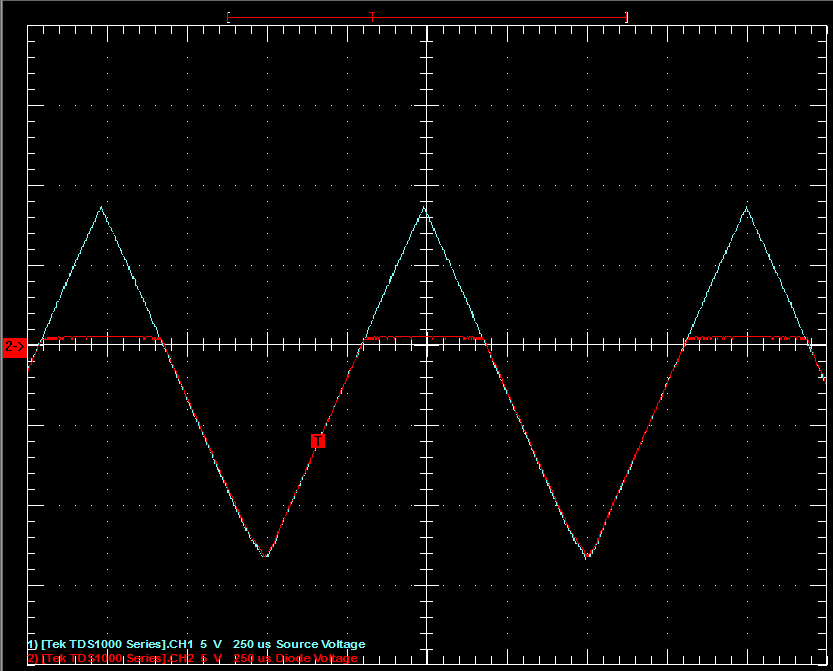 T
2->
T
1) [Tek TDS1000 Series].CH1 5 V 250 us Source Voltage
2) [Tek TDS1000 Series].CH2 5 V 250 us Diode Voltage